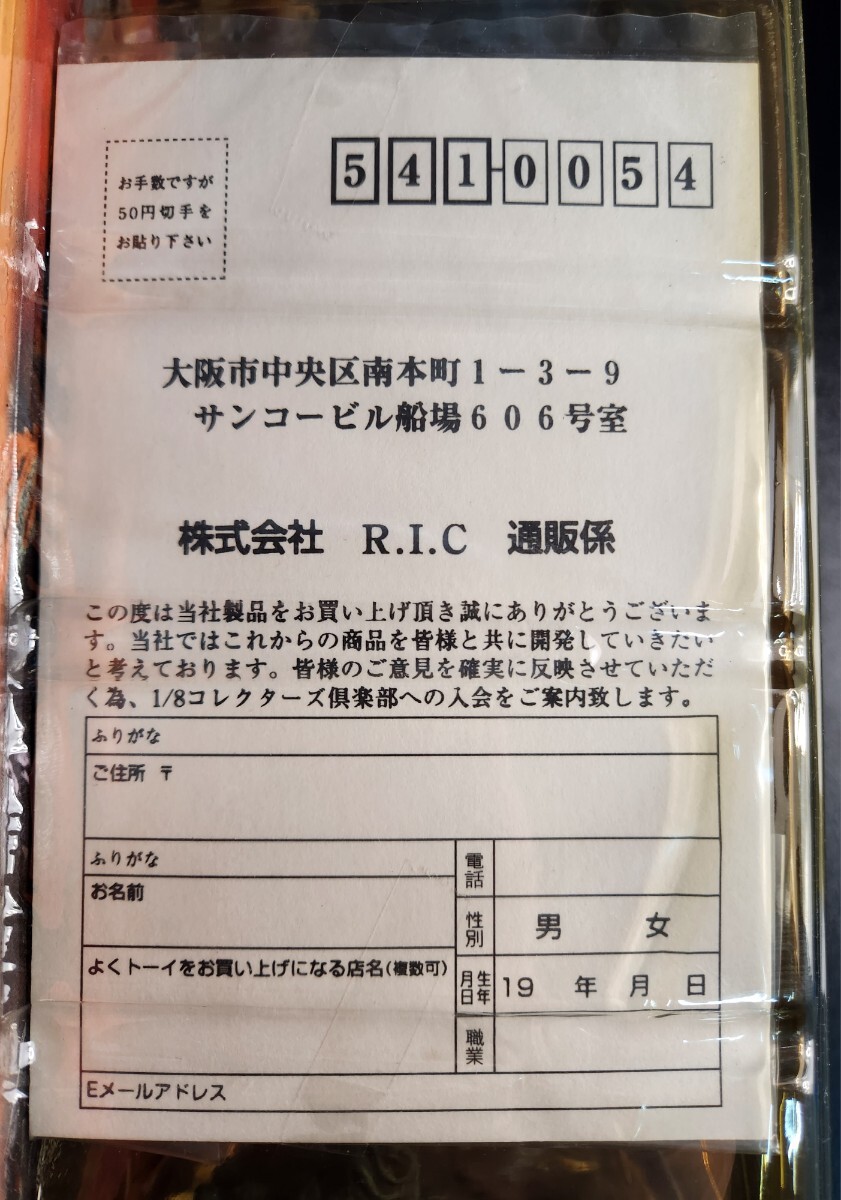 お手数ですが
50円切手を
お貼り下さい
541-0054
大阪市中央区南本町1－3－9
サンコービル船場606号室
株式会社 R.I.C 通販係
この度は当社製品をお買い上げ頂き誠にありがとうございま
す。当社ではこれからの商品を皆様と共に開発していきたい
と考えております。皆様のご意見を確実に反映させていただ
く為、1/8コレクターズ倶楽部への入会をご案内致します。
ふりがな
ご住所 〒
ふりがな
お名前
電話
性別
男 女
よくトーイをお買い上げになる店名(複数可)
生年月日
19 年 月 日
職業
Eメールアドレス